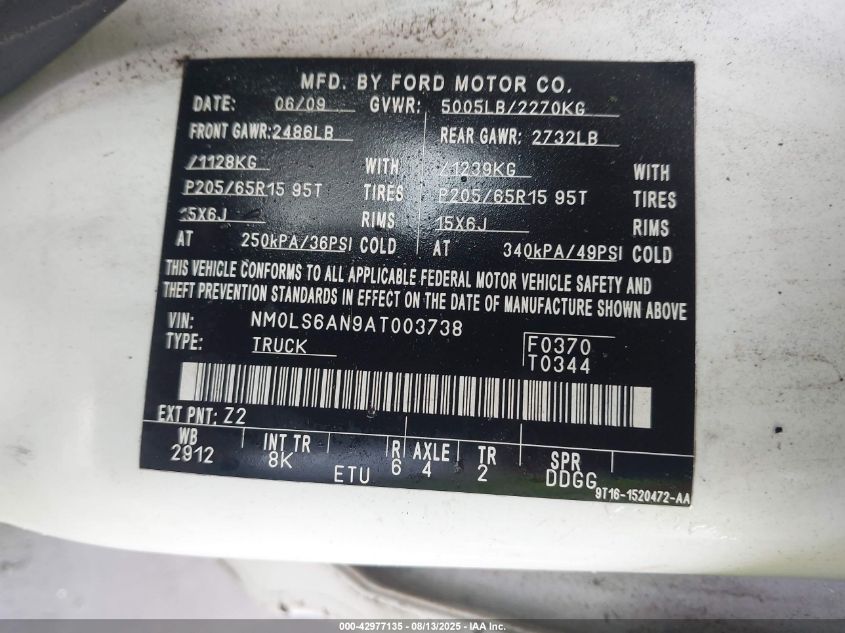 MFD. BY FORD MOTOR CO.
DATE: 06/09 GVWR: 5005LB/2270KG
FRONT GAWR: 2486LB REAR GAWR: 2732LB
/1128KG WITH /1239KG WITH
P205/65R15 95T TIRES P205/65R15 95T TIRES
15X6J RIMS 15X6J RIMS
AT 250kPA/36PSI COLD AT 340kPA/49PSI COLD
THIS VEHICLE CONFORMS TO ALL APPLICABLE FEDERAL MOTOR VEHICLE SAFETY AND
THEFT PREVENTION STANDARDS IN EFFECT ON THE DATE OF MANUFACTURE SHOWN ABOVE
VIN: NM0LS6AN9AT003738
TYPE: TRUCK F0370
T0344
EXT PNT: Z2
WB INT TR R AXLE TR SPR
2912 8K ETU 6 4 2 DDGG
9T16-1520472-AA
000-42977135 - 08/13/2025 - © IAA Holdings, LLC.